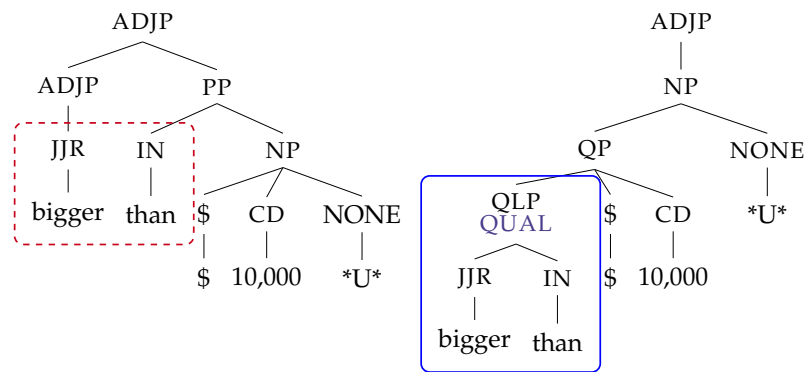 ADJP ADJP
ADJP PP NP
JJR IN NP QP NONE
bigger than $ CD NONE QLP $ CD *U*
QUAL
$ 10,000 *U* JJR IN $ 10,000
bigger than